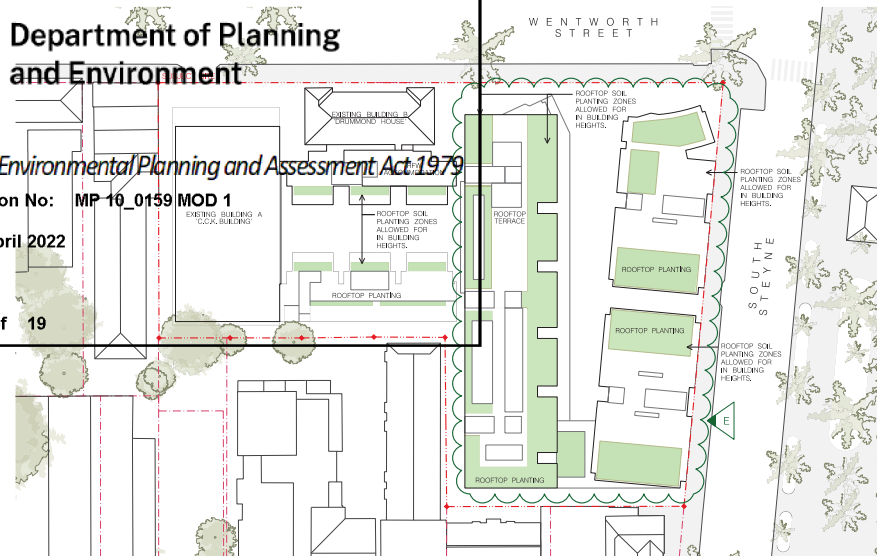 Department of Planning
and Environment
Environmental Planning and Assessment Act 1979
on No: MP 10_0159 MOD 1
pril 2022
f 19
WENTWORTH
STREET
EXISTING BUILDING B
DRUMMOND HOUSE
EXISTING BUILDING A
'C.C.K. BUILDING'
ROOFTOP SOIL
PLANTING ZONES
ALLOWED FOR
IN BUILDING
HEIGHTS.
ROOFTOP PLANTING
ROOFTOP
TERRACE
ROOFTOP SOIL
PLANTING ZONES
ALLOWED FOR
IN BUILDING
HEIGHTS.
ROOFTOP PLANTING
ROOFTOP SOIL
PLANTING ZONES
ALLOWED FOR
IN BUILDING
HEIGHTS.
ROOFTOP PLANTING
ROOFTOP PLANTING
ROOFTOP SOIL
PLANTING ZONES
ALLOWED FOR
IN BUILDING
HEIGHTS.
SOUTH
STEYNE
E